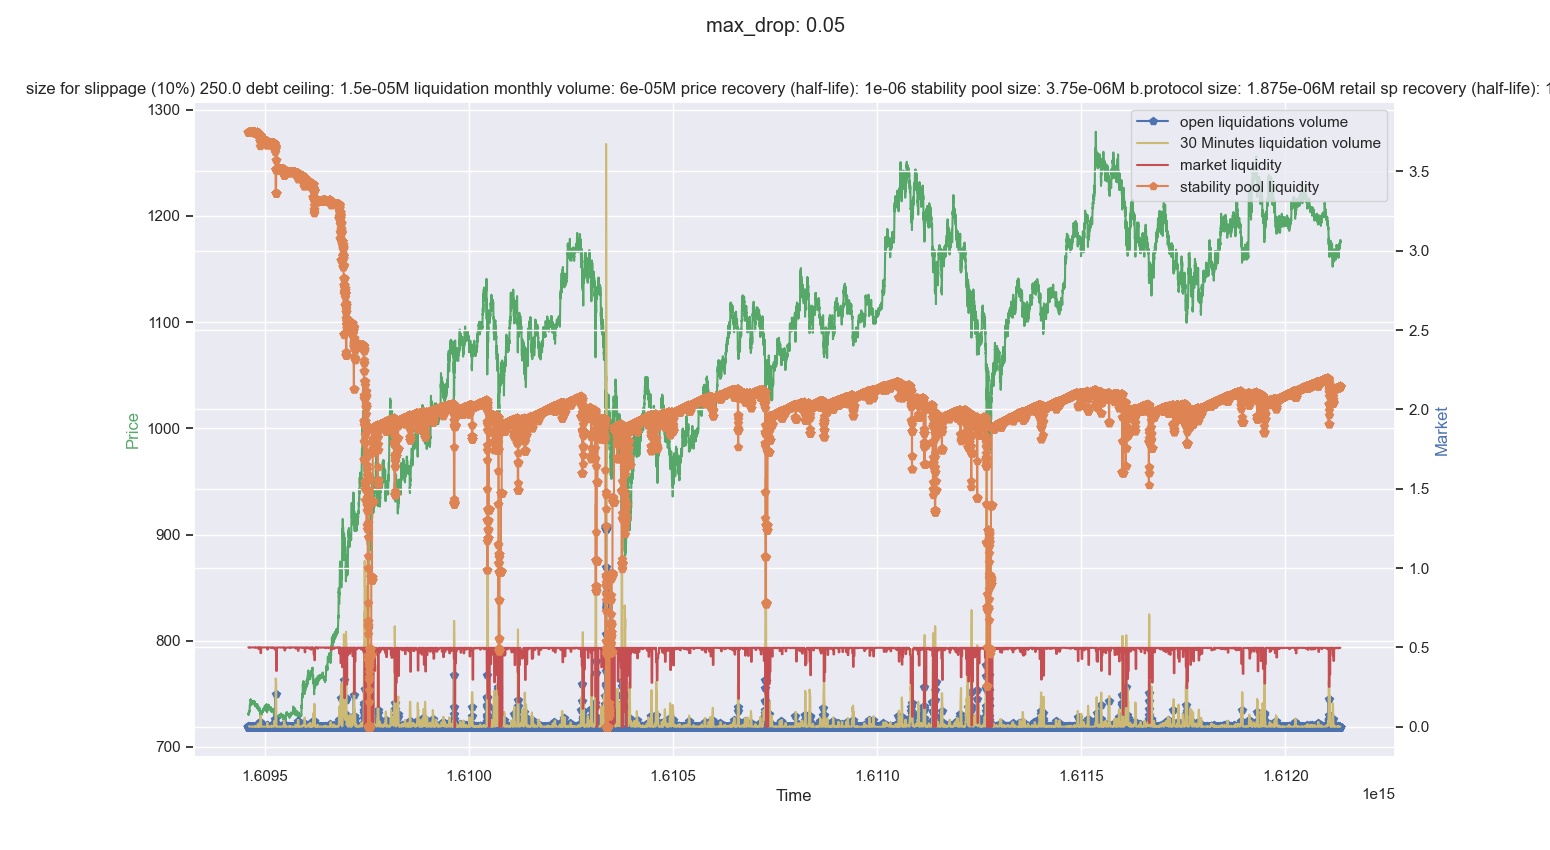 max_drop: 0.05
size for slippage (10%) 250.0 debt ceiling: 1.5e-05M liquidation monthly volume: 6e-05M price recovery (half-life): 1e-06 stability pool size: 3.75e-06M b.protocol size: 1.875e-06M retail sp recovery (half-life):
open liquidations volume
30 Minutes liquidation volume
market liquidity
stability pool liquidity
1300
1200
1100
1000
900
800
700
Price
3.5
3.0
2.5
2.0
1.5
1.0
0.5
0.0
Market
1.6095
1.6100
1.6105
1.6110
1.6115
1.6120
Time
1e15